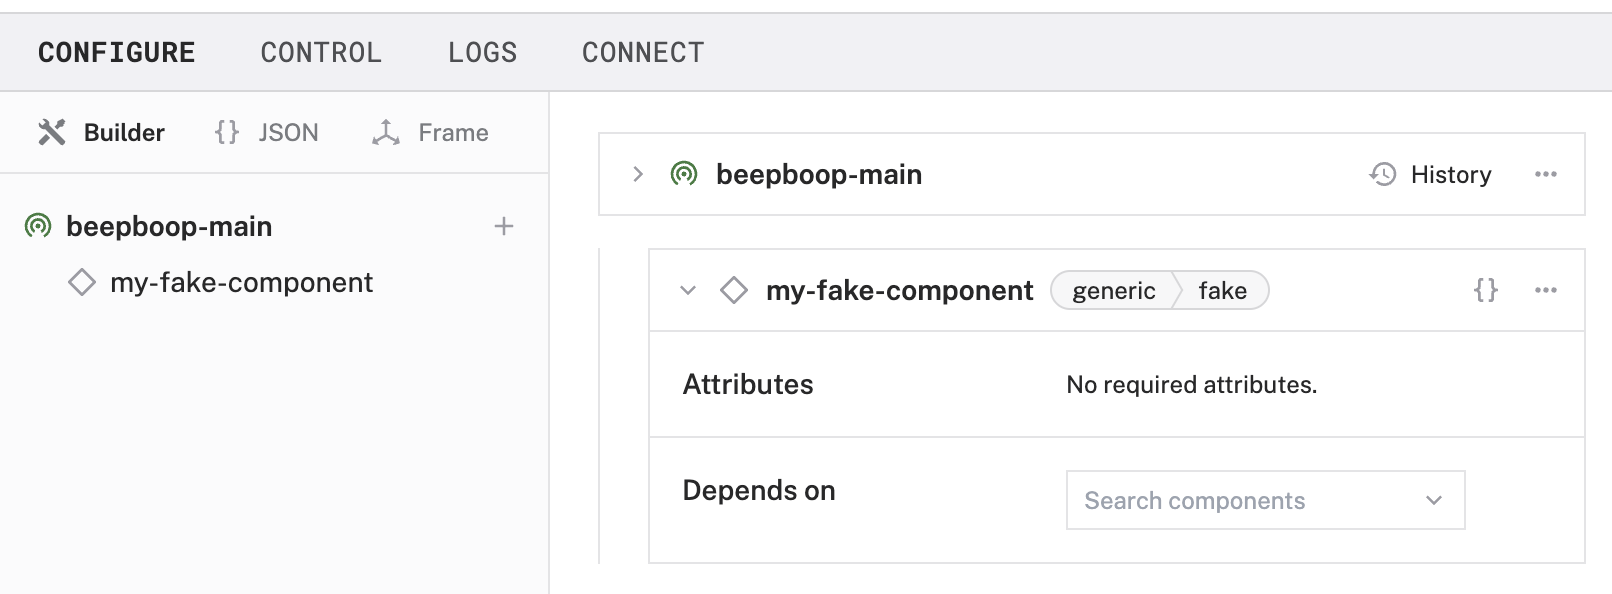 CONFIGURE CONTROL LOGS CONNECT
Builder {} JSON Frame
beepboop-main
my-fake-component
beepboop-main History
my-fake-component generic fake {}
Attributes No required attributes.
Depends on Search components